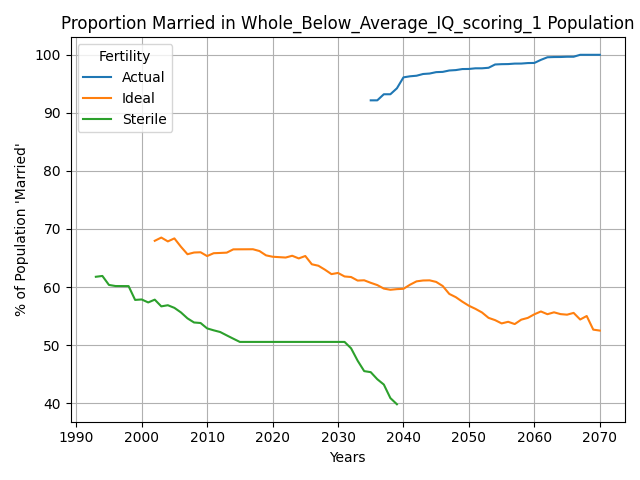 Proportion Married in Whole_Below_Average_IQ_scoring_1 Population
Fertility
Actual
Ideal
Sterile
% of Population 'Married'
100
90
80
70
60
50
40
1990
2000
2010
2020
2030
2040
2050
2060
2070
Years